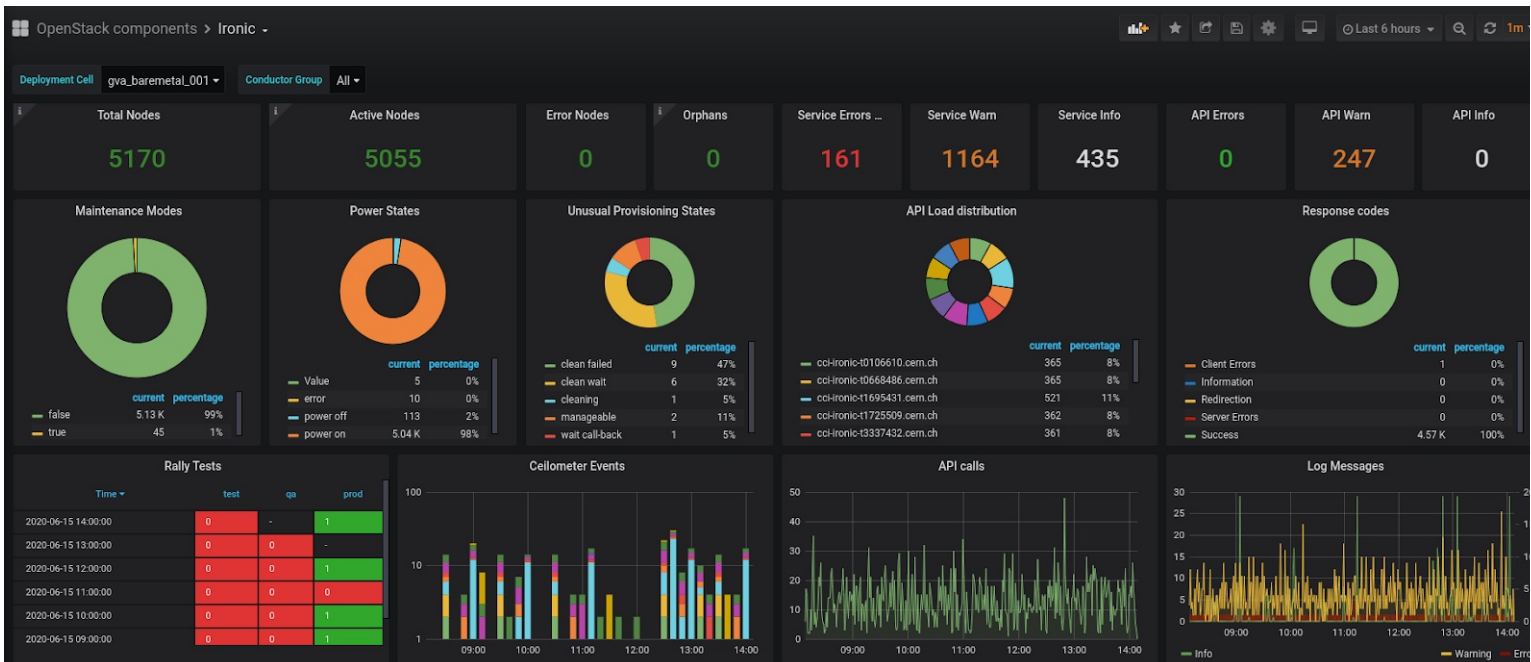 OpenStack components > Ironic
Last 6 hours 1m
Deployment Cell gva_baremetal_001 Conductor Group All
Total Nodes Active Nodes Error Nodes Orphans Service Errors ... Service Warn Service Info API Errors API Warn API Info
5170 5055 0 0 161 1164 435 0 247 0
Maintenance Modes
current percentage
false 5.13 K 99%
true 45 1%
Power States
current percentage
Value 5 0%
error 10 0%
power off 113 2%
power on 5.04 K 98%
Unusual Provisioning States
current percentage
clean failed 9 47%
clean wait 6 32%
cleaning 1 5%
manageable 2 11%
wait call-back 1 5%
API Load distribution
current percentage
cci-ironic-t0106610.cern.ch 365 8%
cci-ironic-t0668486.cern.ch 365 8%
cci-ironic-t1695431.cern.ch 521 11%
cci-ironic-t1725509.cern.ch 362 8%
cci-ironic-t3337432.cern.ch 361 8%
Response codes
current percentage
Client Errors 1 0%
Information 0 0%
Redirection 0 0%
Server Errors 0 0%
Success 4.57 K 100%
Rally Tests
Time test qa prod
2020-06-15 14:00:00 0 - 1
2020-06-15 13:00:00 0 0 -
2020-06-15 12:00:00 0 0 1
2020-06-15 11:00:00 0 0 0
2020-06-15 10:00:00 0 0 1
2020-06-15 09:00:00 0 0 1
Ceilometer Events
100
10
1
09:00 10:00 11:00 12:00 13:00 14:00
API calls
50
40
30
20
10
0
09:00 10:00 11:00 12:00 13:00 14:00
Log Messages
30
25
20
15
10
5
0
5
0
09:00 10:00 11:00 12:00 13:00 14:00
Info Warning